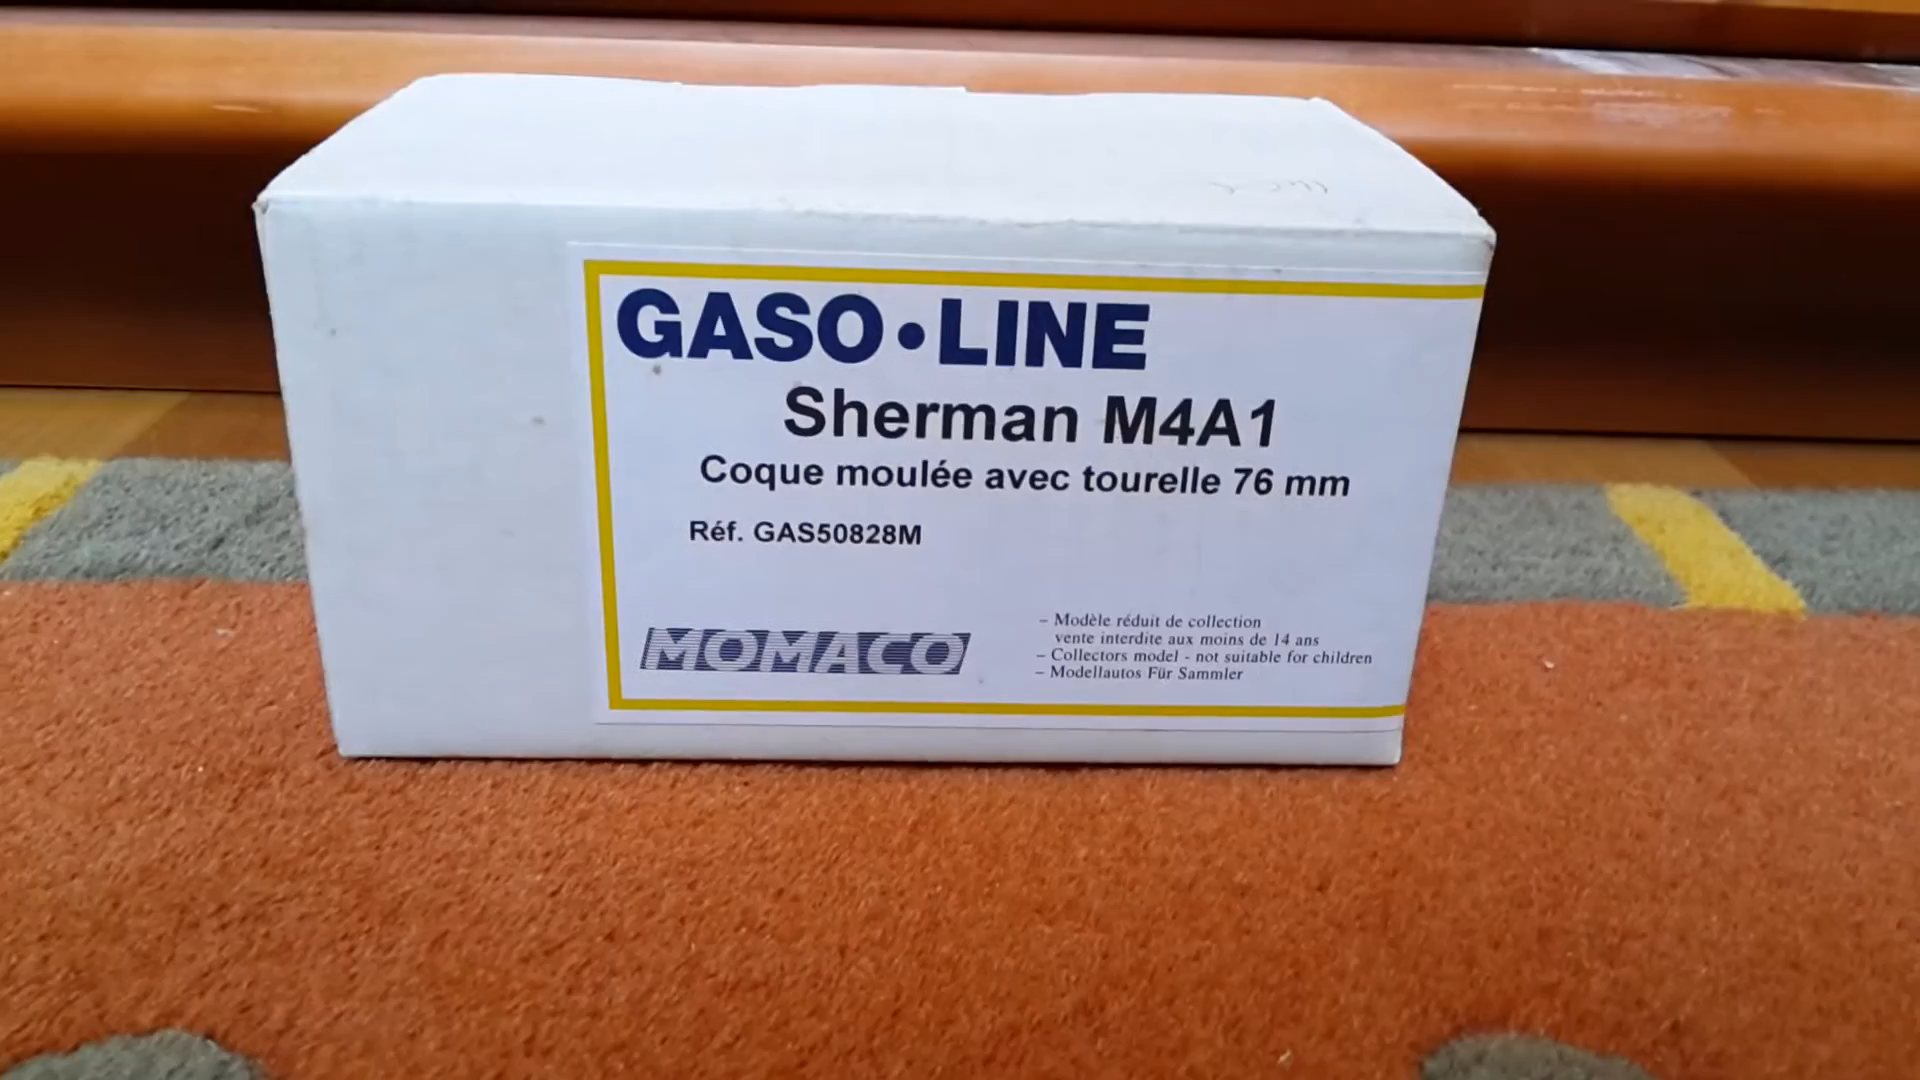 GASO•LINE
Sherman M4A1
Coque moulée avec tourelle 76 mm
Réf. GAS50828M
MOMACO
– Modèle réduit de collection
vente interdite aux moins de 14 ans
– Collectors model - not suitable for children
– Modellautos Für Sammler